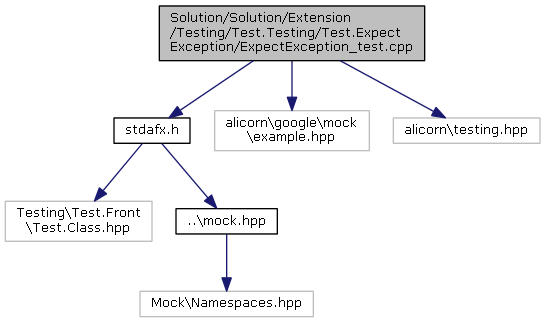 Solution/Solution/Extension
/Testing/Test.Testing/Test.Expect
Exception/ExpectException_test.cpp
stdafx.h
alicorn\google\mock
\example.hpp
alicorn\testing.hpp
Testing\Test.Front
\Test.Class.hpp
..\mock.hpp
Mock\Namespaces.hpp